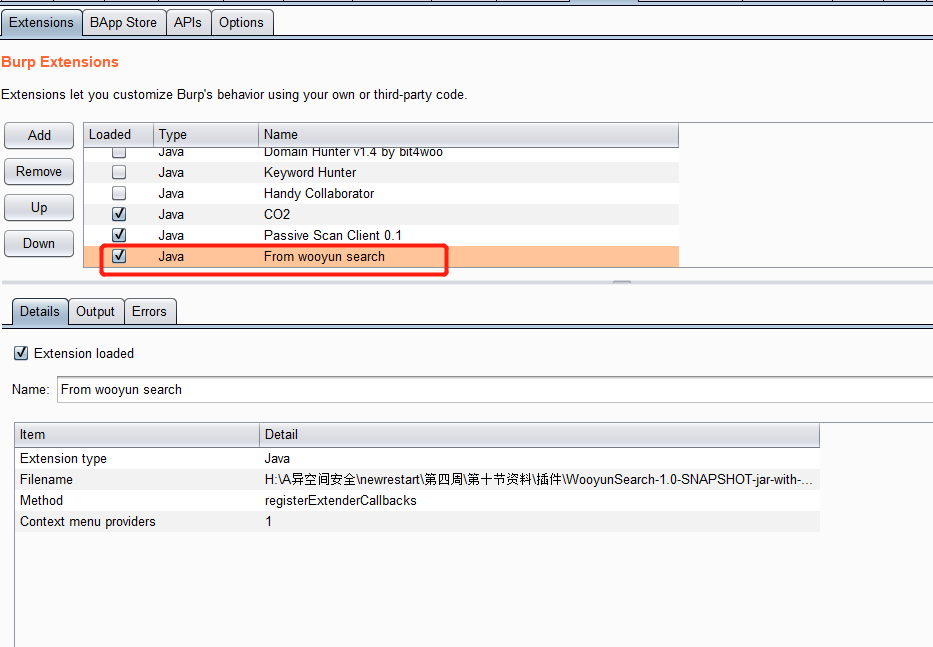 Extensions BApp Store APIs Options
Burp Extensions
Extensions let you customize Burp's behavior using your own or third-party code.
Add
Remove
Up
Down
Loaded Type Name
Java Domain Hunter v1.4 by bit4woo
Java Keyword Hunter
Java Handy Collaborator
Java CO2
Java Passive Scan Client 0.1
Java From wooyun search
Details Output Errors
Extension loaded
Name: From wooyun search
Item Detail
Extension type Java
Filename H:\A异空间安全\newrestart\第四周\第十节资料\插件\WooyunSearch-1.0-SNAPSHOT-jar-with-...
Method registerExtenderCallbacks
Context menu providers 1